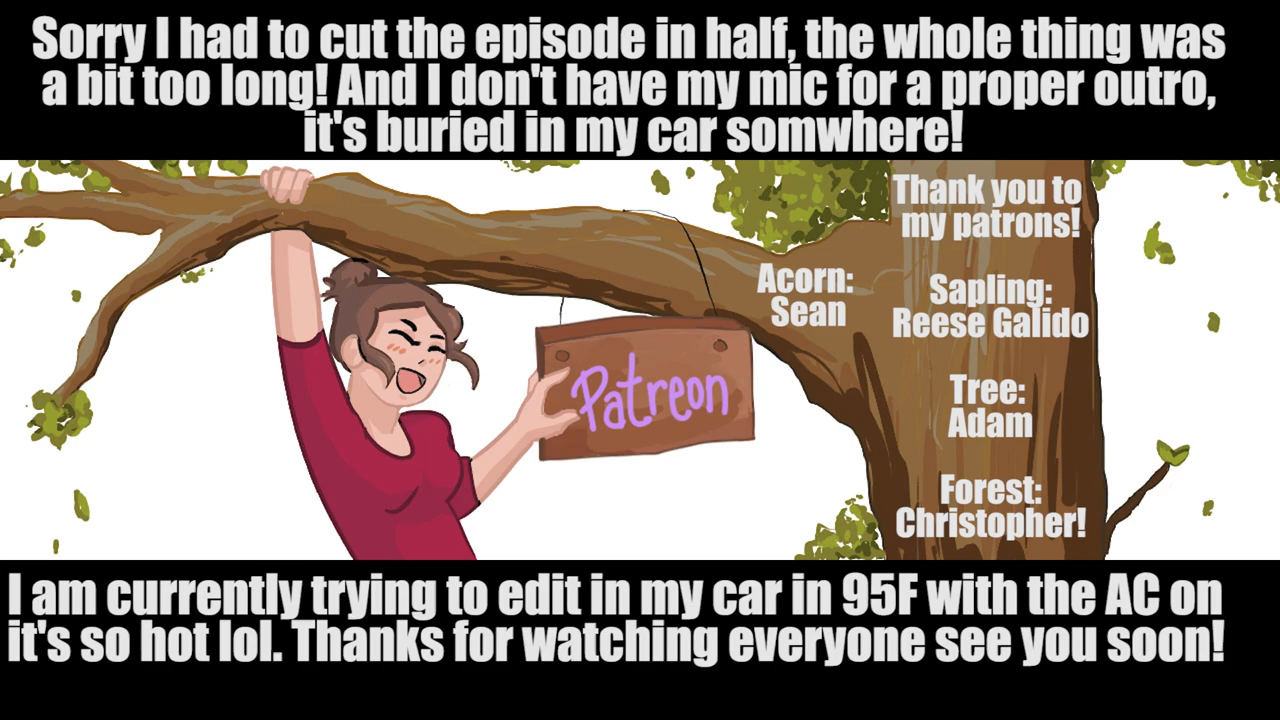 Sorry I had to cut the episode in half, the whole thing was
a bit too long! And I don't have my mic for a proper outro,
it's buried in my car somwhere!
Thank you to
my patrons!
Acorn:
Sean
Sapling:
Reese Galido
Patreon
Tree:
Adam
Forest:
Christopher!
I am currently trying to edit in my car in 95F with the AC on
it's so hot lol. Thanks for watching everyone see you soon!